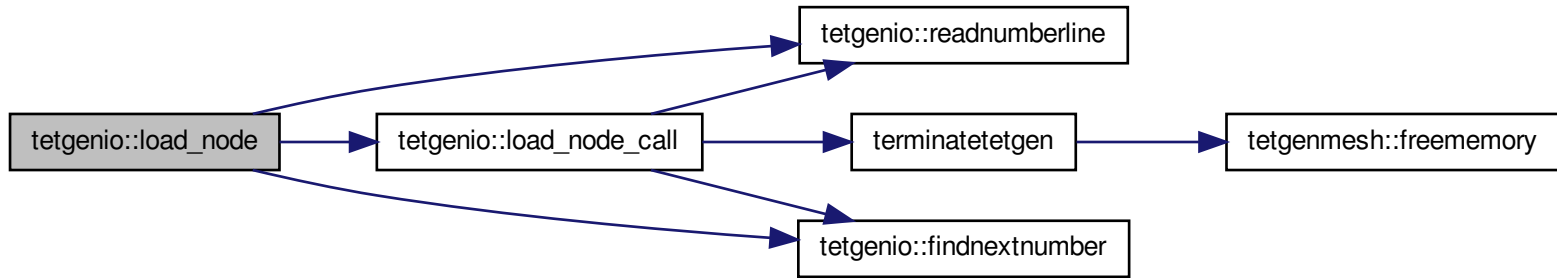 tetgenio::readnumberline
tetgenio::load_node
tetgenio::load_node_call
terminatetetgen
tetgenmesh::freememory
tetgenio::findnextnumber